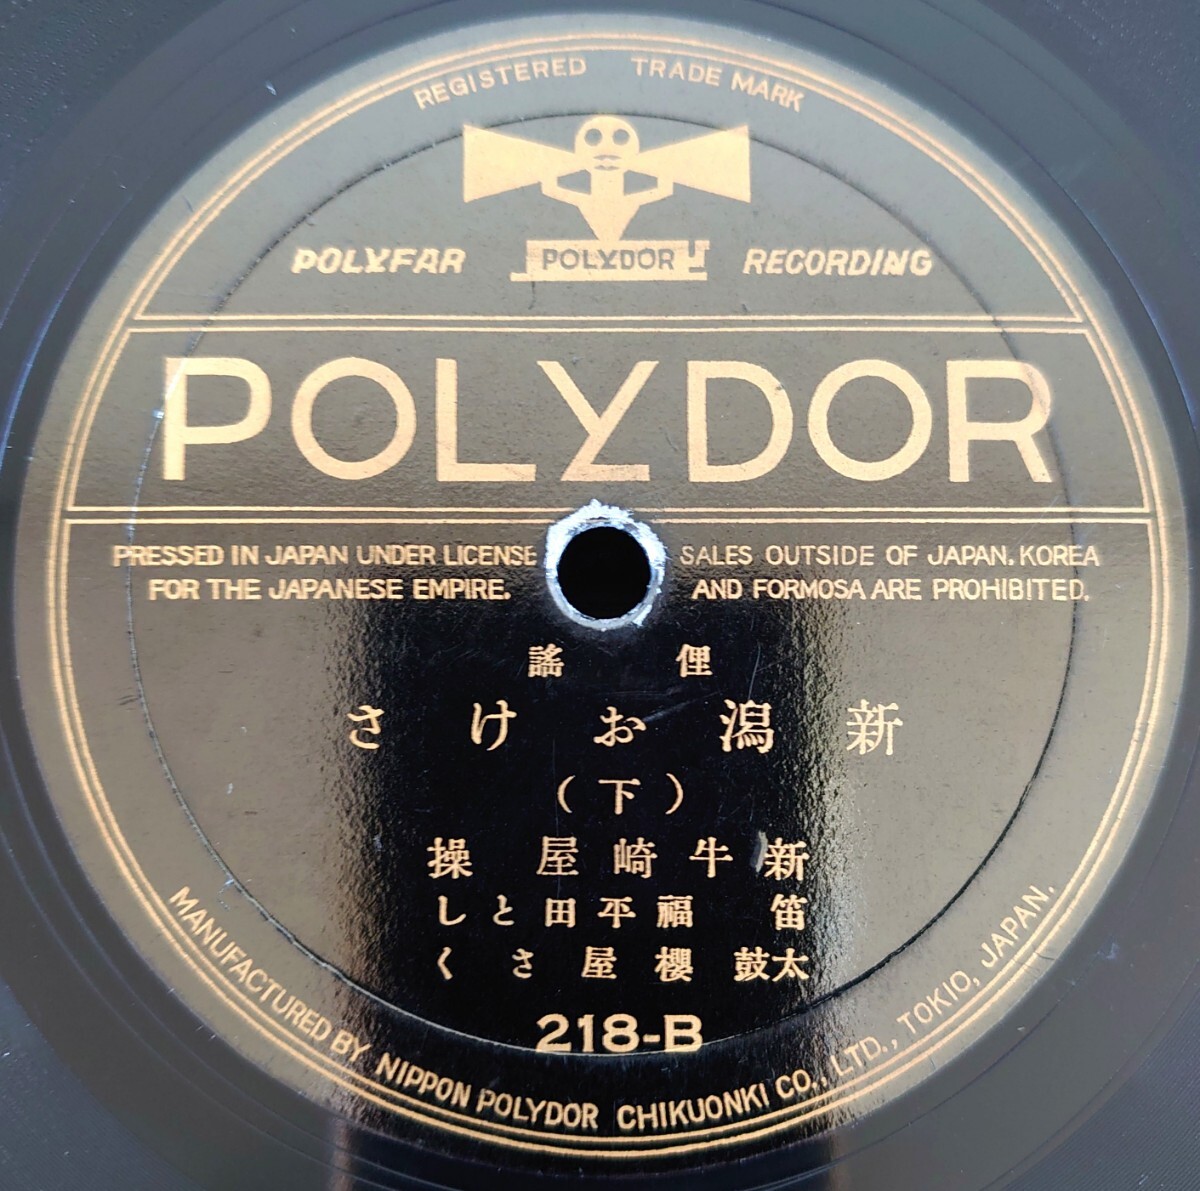 REGISTERED TRADE MARK
POLYDOR
POLYFAR RECORDING
POLYDOR
PRESSED IN JAPAN UNDER LICENSE
FOR THE JAPANESE EMPIRE.
SALES OUTSIDE OF JAPAN, KOREA
AND FORMOSA ARE PROHIBITED.
俚謠
新潟おけさ
(下)
新牛崎屋 操
笛 福平田とし
太鼓 櫻屋さく
218-B
MANUFACTURED BY NIPPON POLYDOR CHIKUONKI CO., LTD., TOKIO, JAPAN.